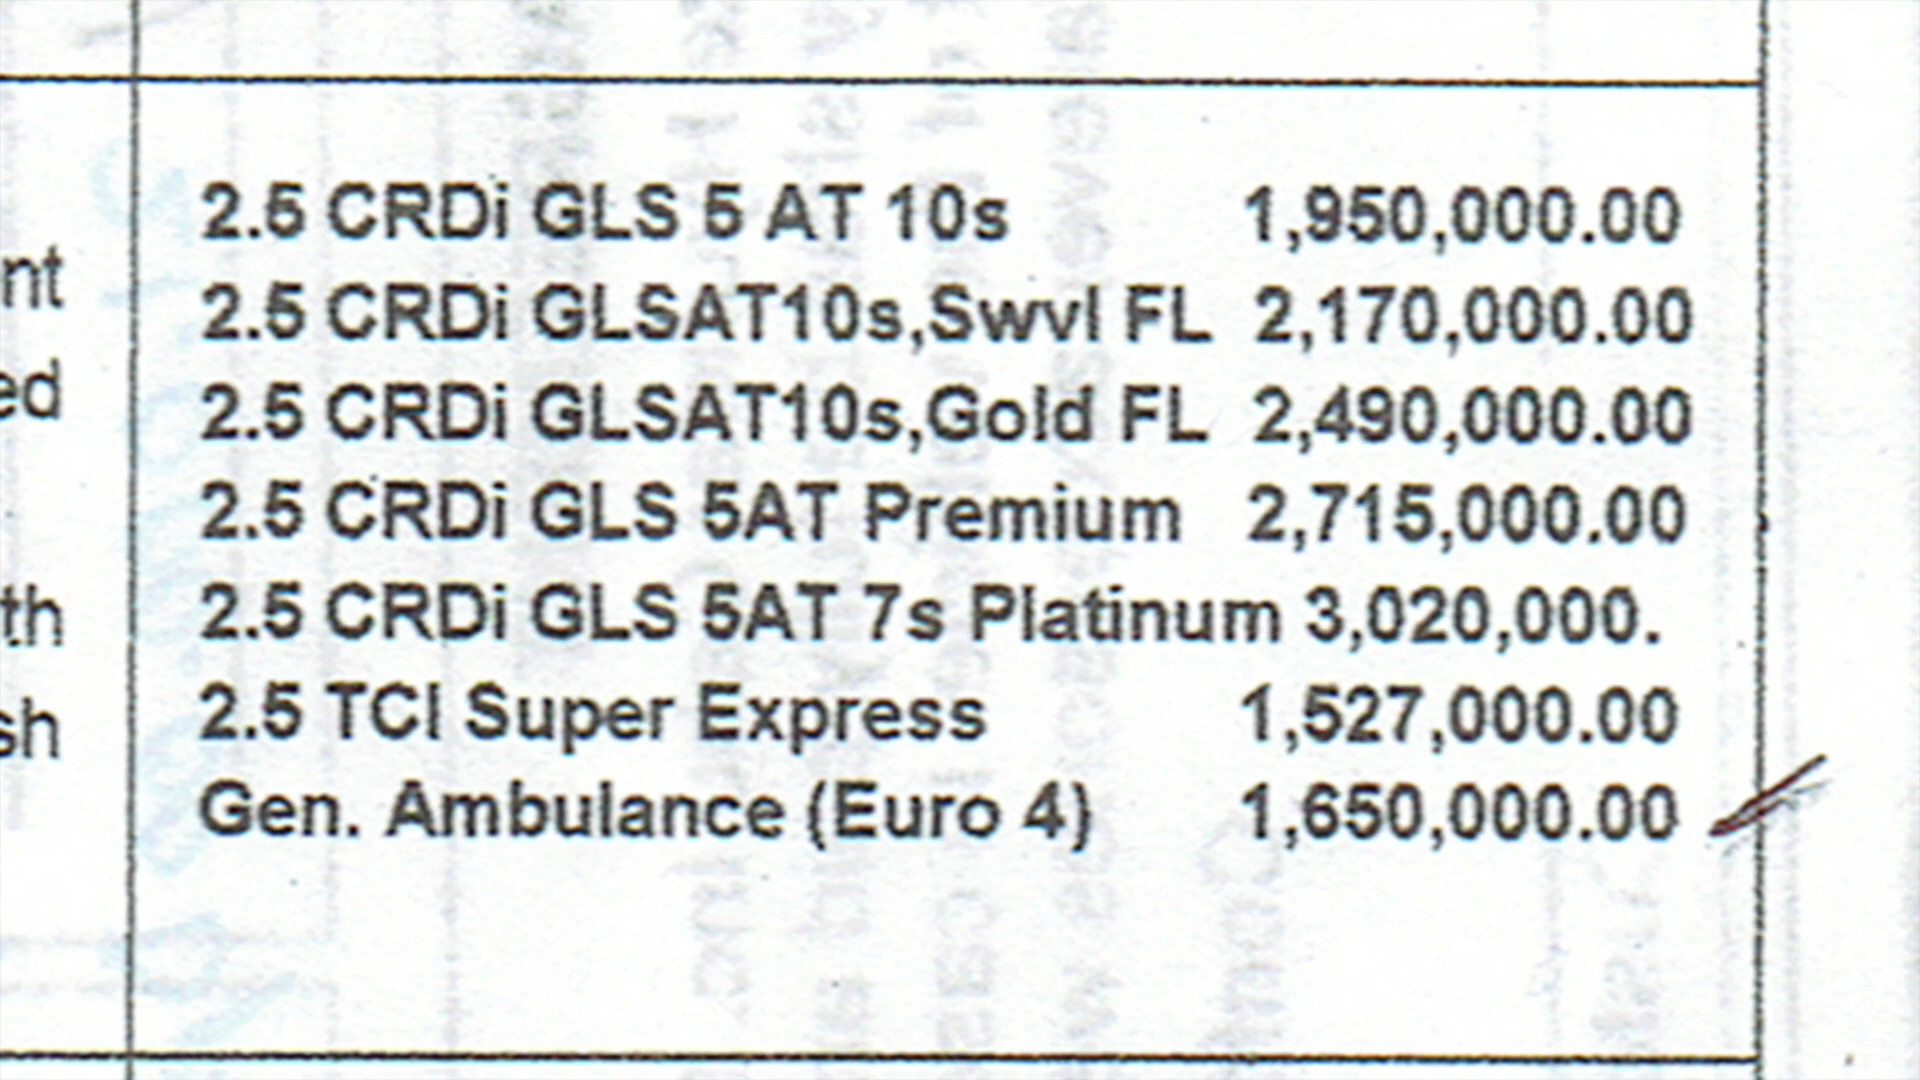 2.5 CRDi GLS 5 AT 10s 1,950,000.00
2.5 CRDi GLSAT10s,Swvl FL 2,170,000.00
2.5 CRDi GLSAT10s,Gold FL 2,490,000.00
2.5 CRDi GLS 5AT Premium 2,715,000.00
2.5 CRDi GLS 5AT 7s Platinum 3,020,000.
2.5 TCI Super Express 1,527,000.00
Gen. Ambulance (Euro 4) 1,650,000.00
nt
ed
th
sh